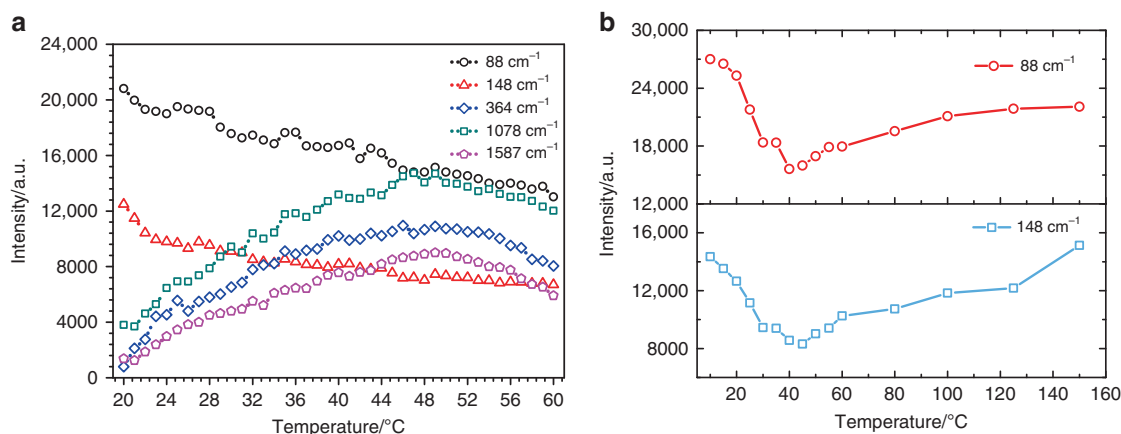 a
24,000
20,000
16,000
12,000
8000
4000
0
Intensity/a.u.
88 cm⁻¹
148 cm⁻¹
364 cm⁻¹
1078 cm⁻¹
1587 cm⁻¹
20 24 28 32 36 40 44 48 52 56 60
Temperature/°C
b
30,000
24,000
18,000
12,000
Intensity/a.u.
88 cm⁻¹
16,000
12,000
8000
Intensity/a.u.
148 cm⁻¹
20 40 60 80 100 120 140 160
Temperature/°C